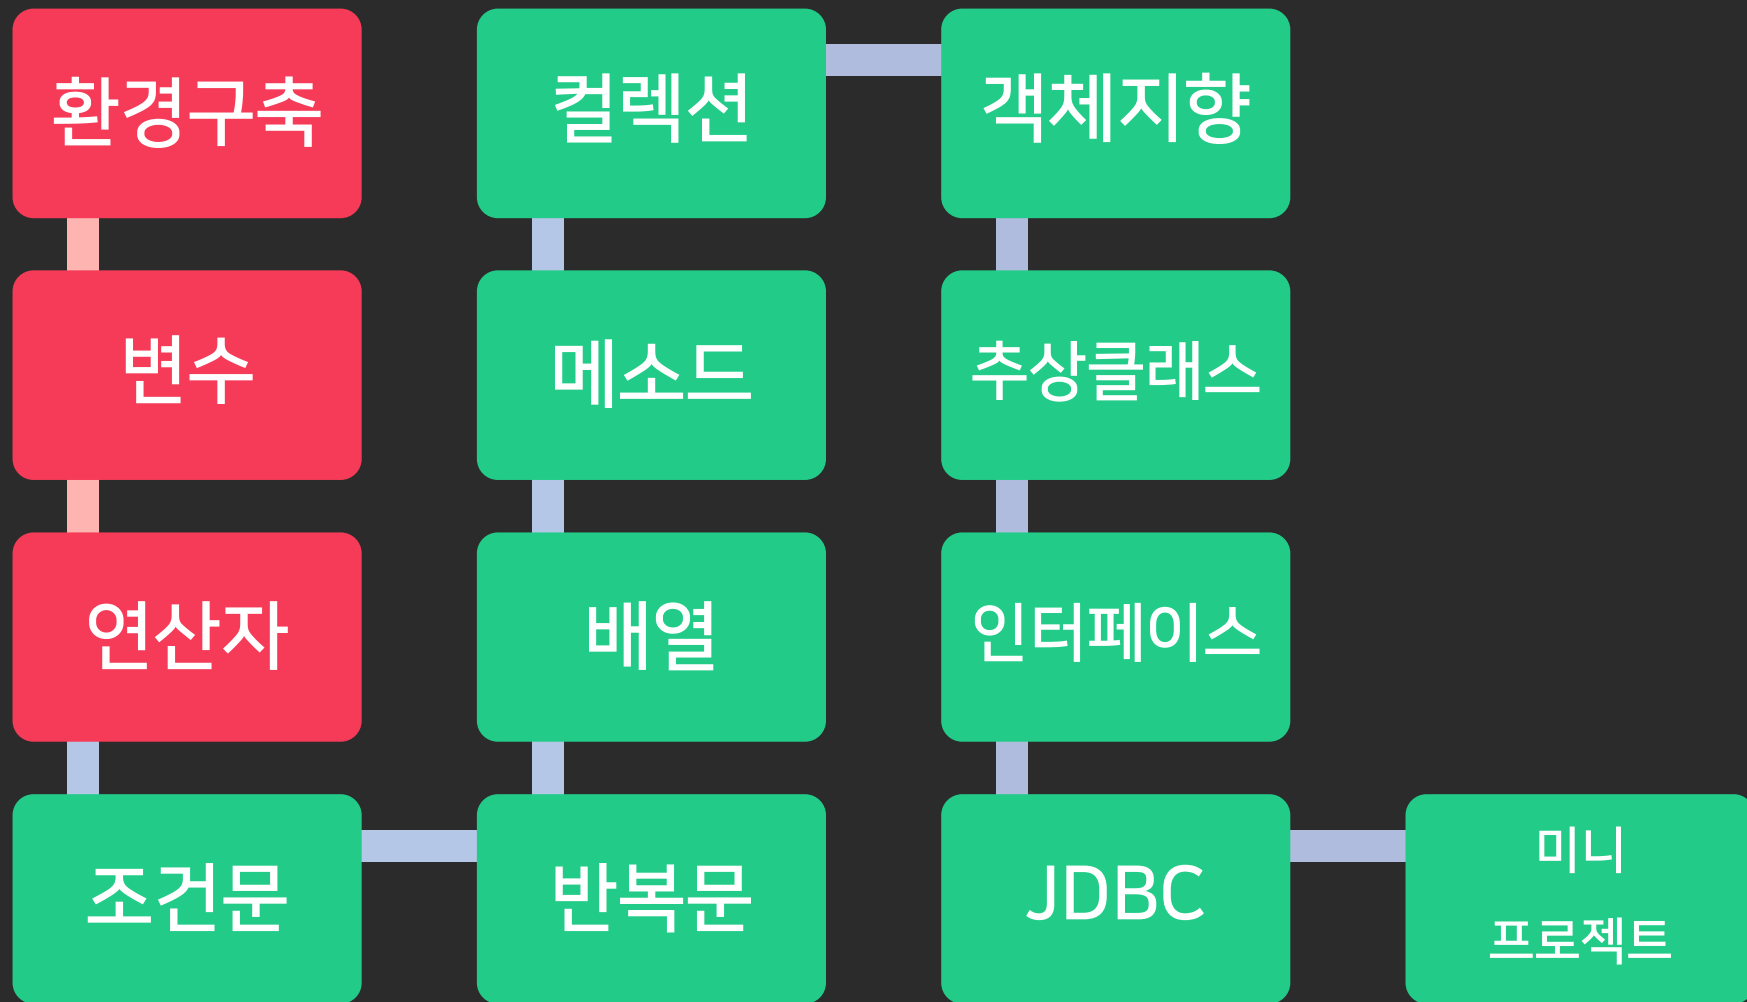 환경구축
변수
연산자
조건문
반복문
배열
메소드
컬렉션
객체지향
추상클래스
인터페이스
JDBC
미니
프로젝트